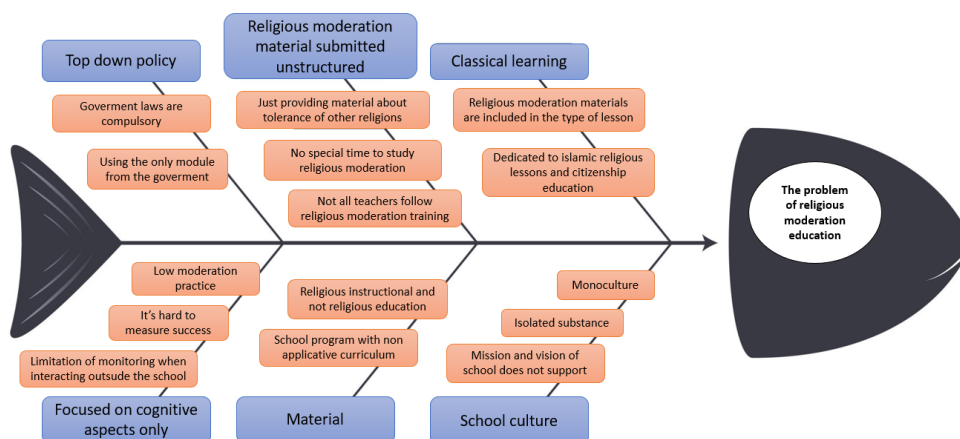 Top down policy
Religious moderation
material submitted
unstructured
Classical learning
Goverment laws are
compulsory
Using the only module
from the goverment
Just providing material about
tolerance of other religions
No special time to study
religious moderation
Not all teachers follow
religious moderation training
Religious moderation materials
are included in the type of lesson
Dedicated to islamic religious
lessons and citizenship
education
The problem
of religious
moderation
education
Low moderation
practice
It's hard to
measure success
Limitation of monitoring when
interacting outsude the school
Religious instructional and
not religious education
School program with non
applicative curriculum
Monoculture
Isolated substance
Mission and vision of
school does not support
Focused on cognitive
aspects only
Material
School culture